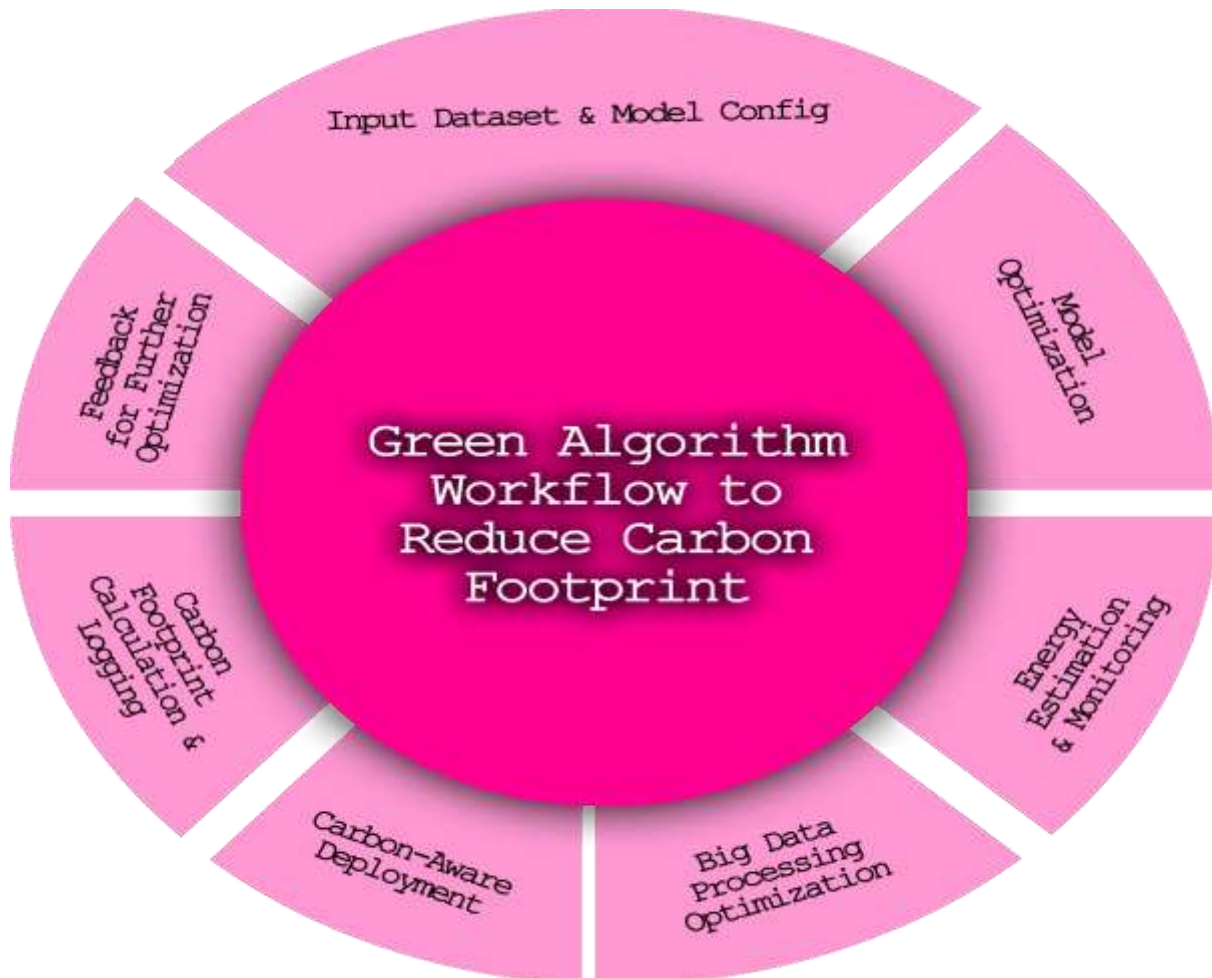 Input Dataset & Model Config
Model
Optimization
Energy
Estimation
& Monitoring
Big Data
Processing
Optimization
Carbon-Aware
Deployment
Carbon
Footprint
Calculation &
Logging
Feedback
for Further
Optimization
Green Algorithm
Workflow to
Reduce Carbon
Footprint